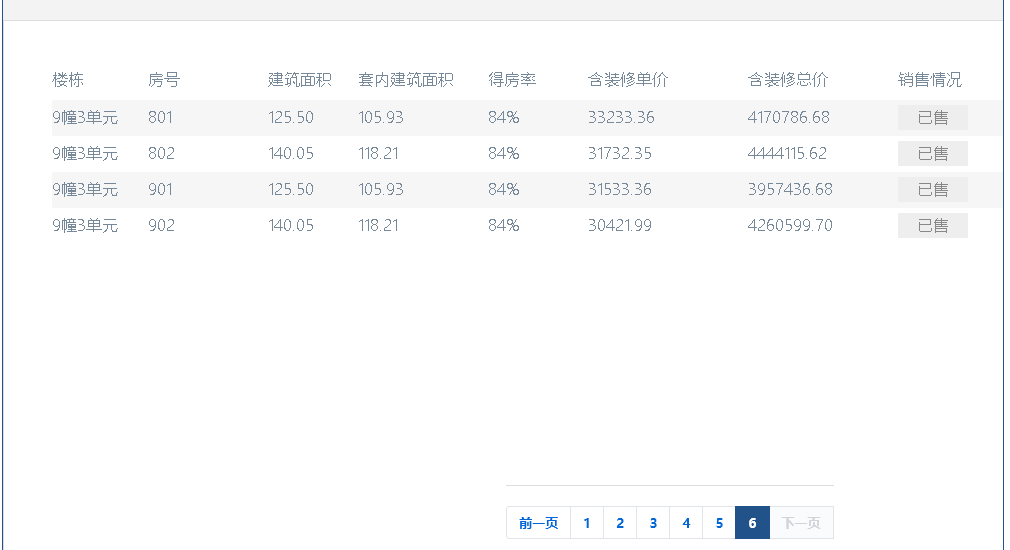 楼栋 房号 建筑面积 套内建筑面积 得房率 含装修单价 含装修总价 销售情况
9幢3单元 801 125.50 105.93 84% 33233.36 4170786.68 已售
9幢3单元 802 140.05 118.21 84% 31732.35 4444115.62 已售
9幢3单元 901 125.50 105.93 84% 31533.36 3957436.68 已售
9幢3单元 902 140.05 118.21 84% 30421.99 4260599.70 已售
前一页 1 2 3 4 5 6 下一页